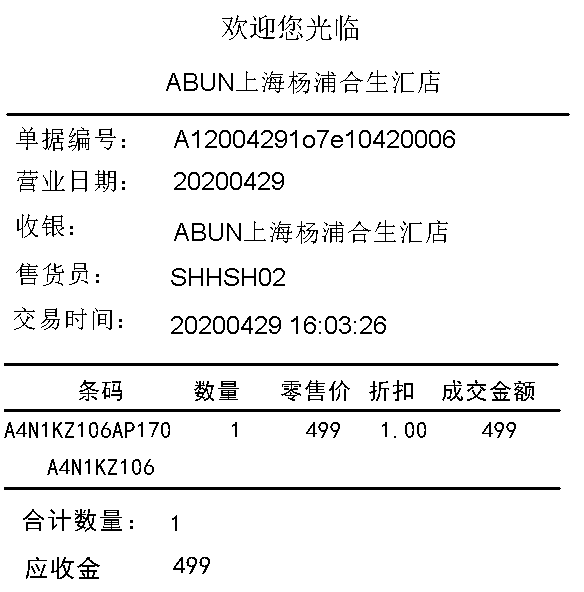 欢迎您光临
ABUN上海杨浦合生汇店
单据编号： A12004291o7e10420006
营业日期： 20200429
收银： ABUN上海杨浦合生汇店
售货员： SHHSH02
交易时间： 20200429 16:03:26
条码 数量 零售价 折扣 成交金额
A4N1KZ106AP170 1 499 1.00 499
A4N1KZ106
合计数量： 1
应收金 499